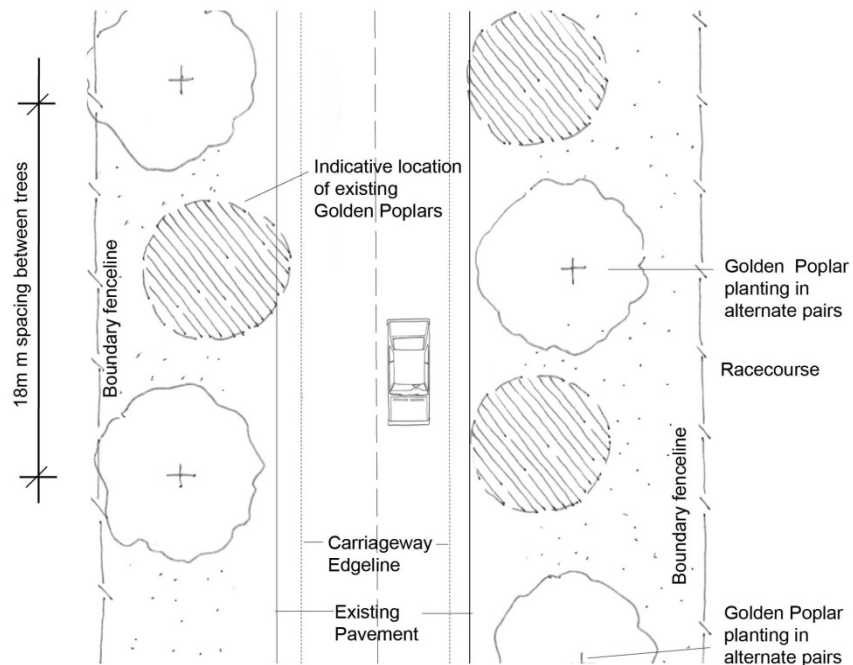 Indicative location
of existing
Golden Poplars
18m m spacing between trees
Boundary fenceline
Golden Poplar
planting in
alternate pairs
Racecourse
Boundary fenceline
Carriageway
Edgeline
Existing
Pavement
Golden Poplar
planting in
alternate pairs